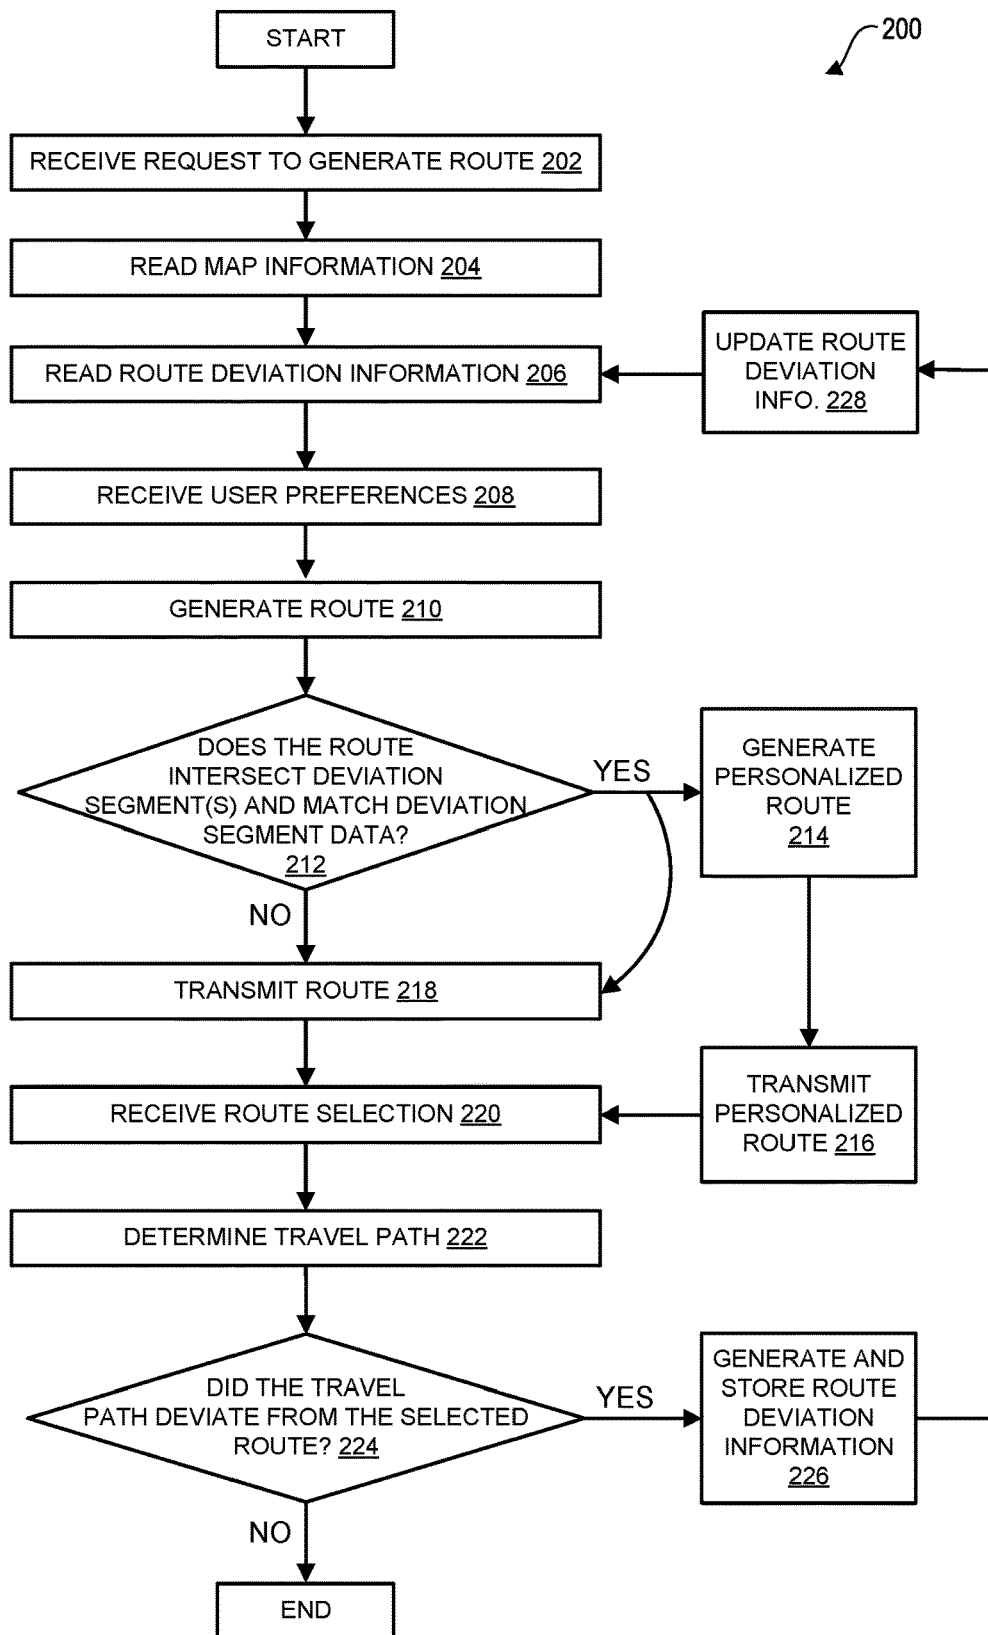 START
200
RECEIVE REQUEST TO GENERATE ROUTE 202
READ MAP INFORMATION 204
READ ROUTE DEVIATION INFORMATION 206
UPDATE ROUTE
DEVIATION
INFO. 228
RECEIVE USER PREFERENCES 208
GENERATE ROUTE 210
DOES THE ROUTE
INTERSECT DEVIATION
SEGMENT(S) AND MATCH DEVIATION
SEGMENT DATA?
212
YES
GENERATE
PERSONALIZED
ROUTE
214
NO
TRANSMIT ROUTE 218
TRANSMIT
PERSONALIZED
ROUTE 216
RECEIVE ROUTE SELECTION 220
DETERMINE TRAVEL PATH 222
DID THE TRAVEL
PATH DEVIATE FROM THE SELECTED
ROUTE? 224
YES
GENERATE AND
STORE ROUTE
DEVIATION
INFORMATION
226
NO
END